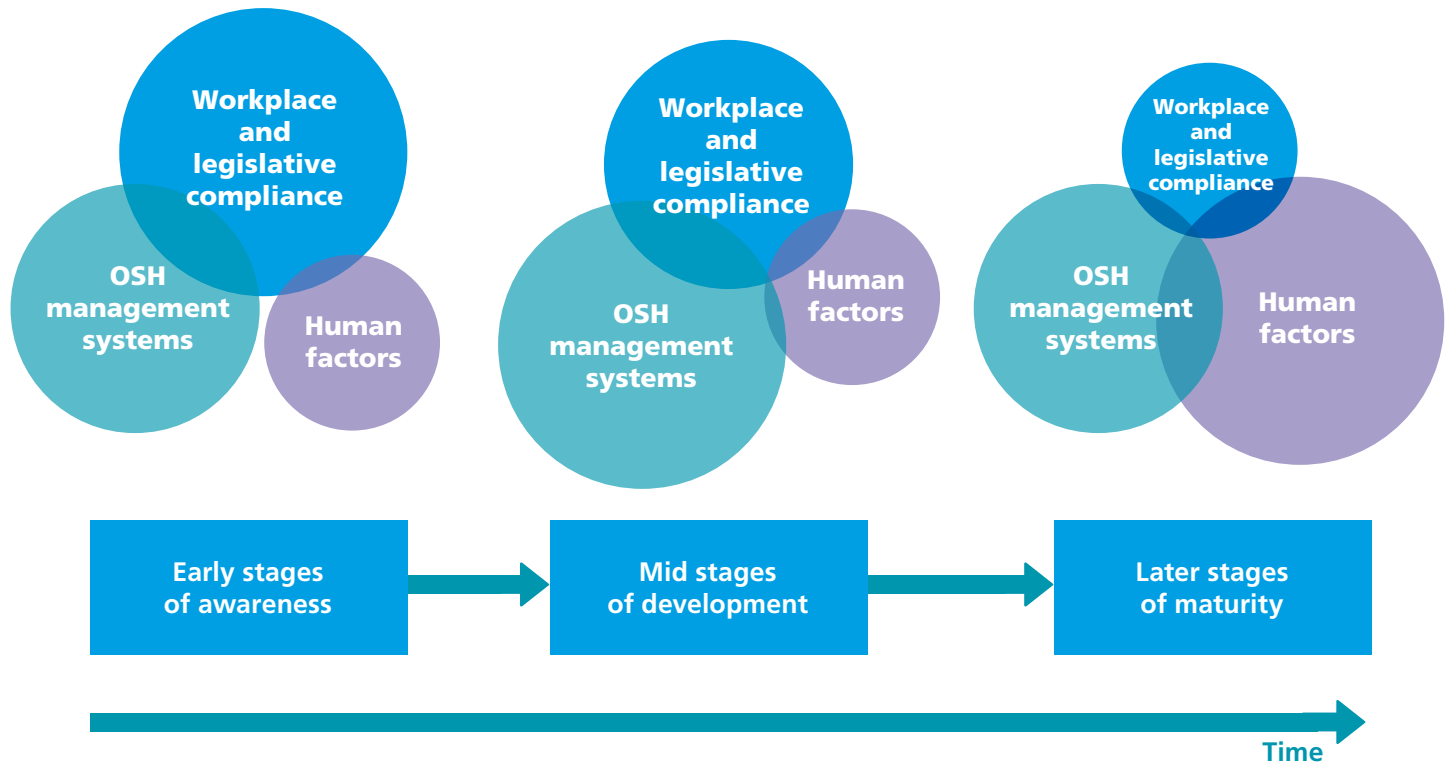 Workplace
and
legislative
compliance
OSH
management
systems
Human
factors
Workplace
and
legislative
compliance
OSH
management
systems
Human
factors
Workplace
and
legislative
compliance
OSH
management
systems
Human
factors
Early stages
of awareness
Mid stages
of development
Later stages
of maturity
Time